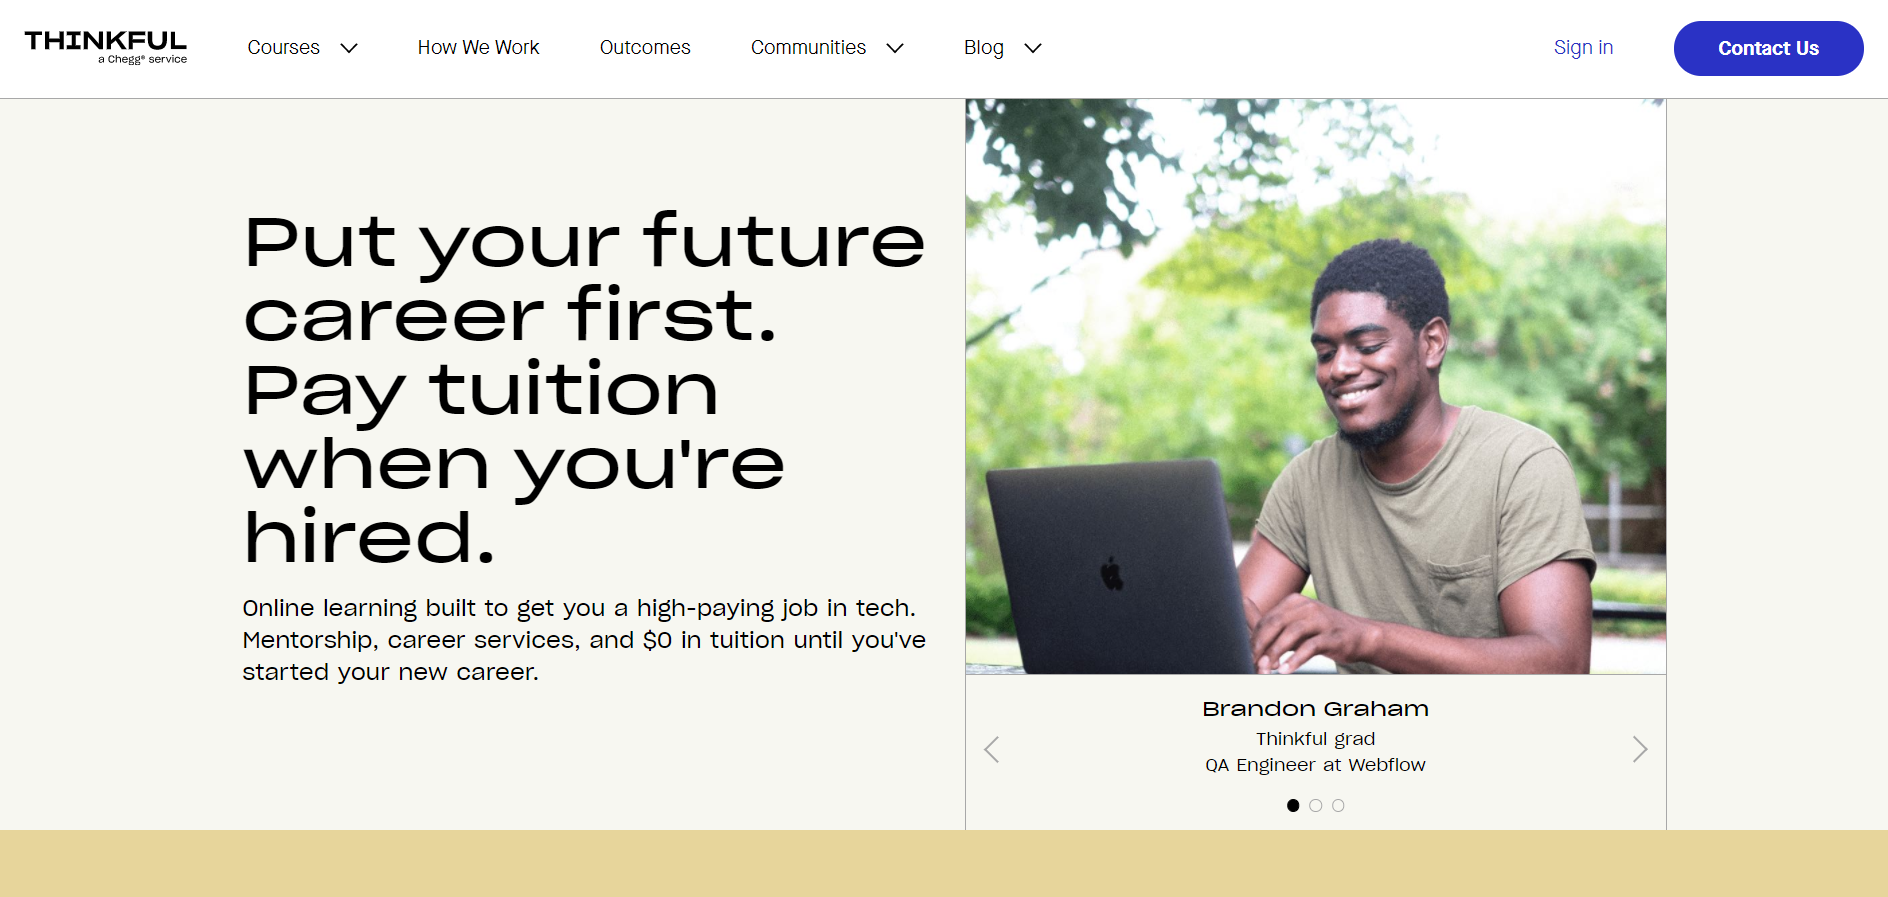 THINKFUL
a Chegg® service
Courses
How We Work
Outcomes
Communities
Blog
Sign in
Contact Us
Put your future
career first.
Pay tuition
when you're
hired.
Online learning built to get you a high-paying job in tech.
Mentorship, career services, and $0 in tuition until you've
started your new career.
Brandon Graham
Thinkful grad
QA Engineer at Webflow